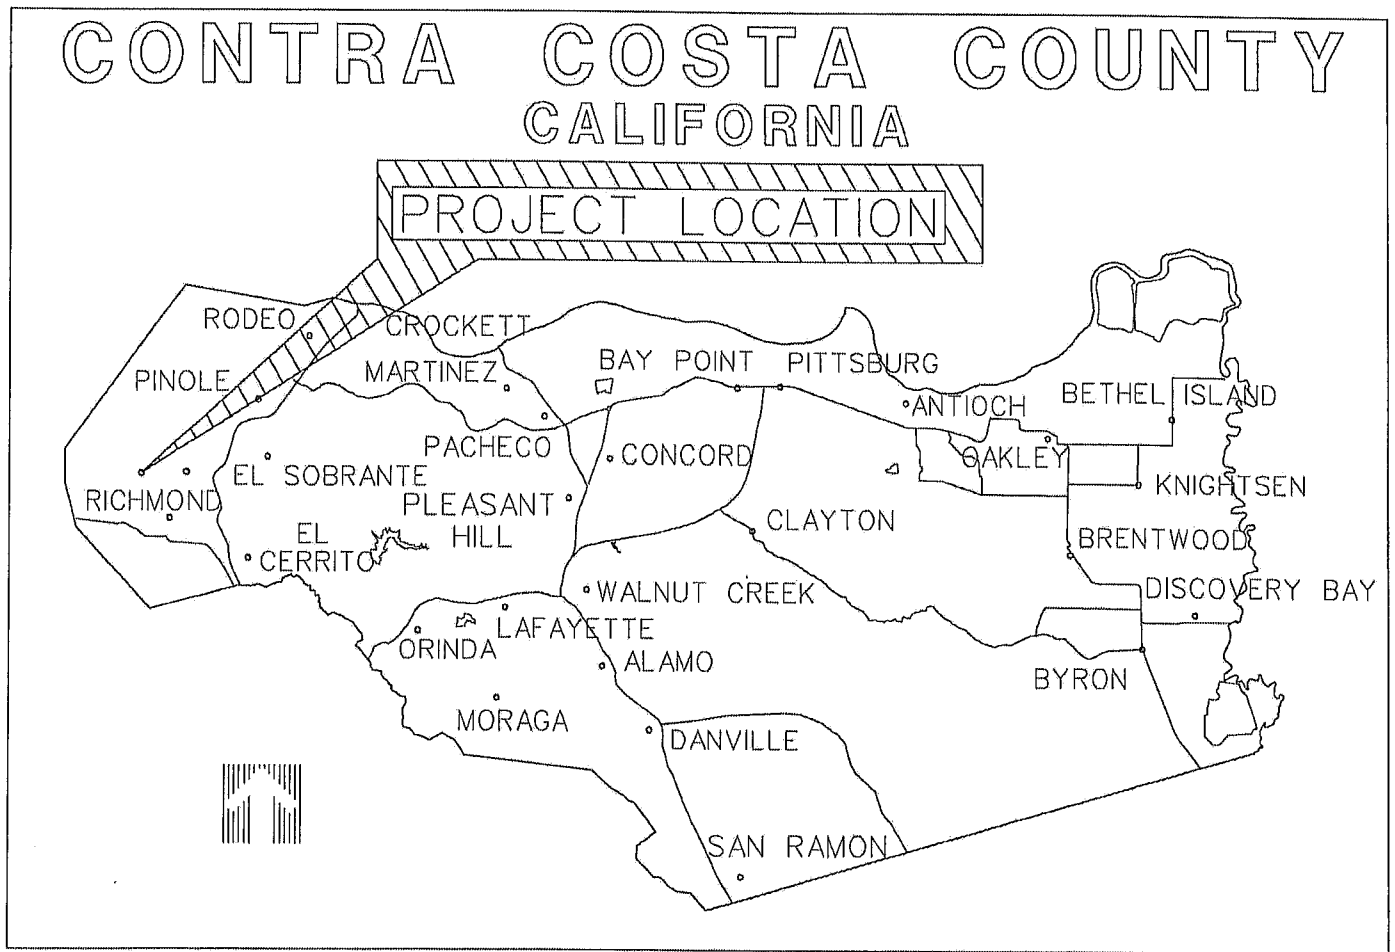 CONTRA COSTA COUNTY
CALIFORNIA
PROJECT LOCATION
RODEO
CROCKETT
PINOLE
MARTINEZ
BAY POINT
PITTSBURG
BETHEL ISLAND
ANTIOCH
PACHECO
CONCORD
OAKLEY
EL SOBRANTE
RICHMOND
PLEASANT
HILL
KNIGHTSEN
CLAYTON
EL
CERRITO
BRENTWOOD
WALNUT CREEK
DISCOVERY BAY
LAFAYETTE
ORINDA
ALAMO
BYRON
MORAGA
DANVILLE
SAN RAMON